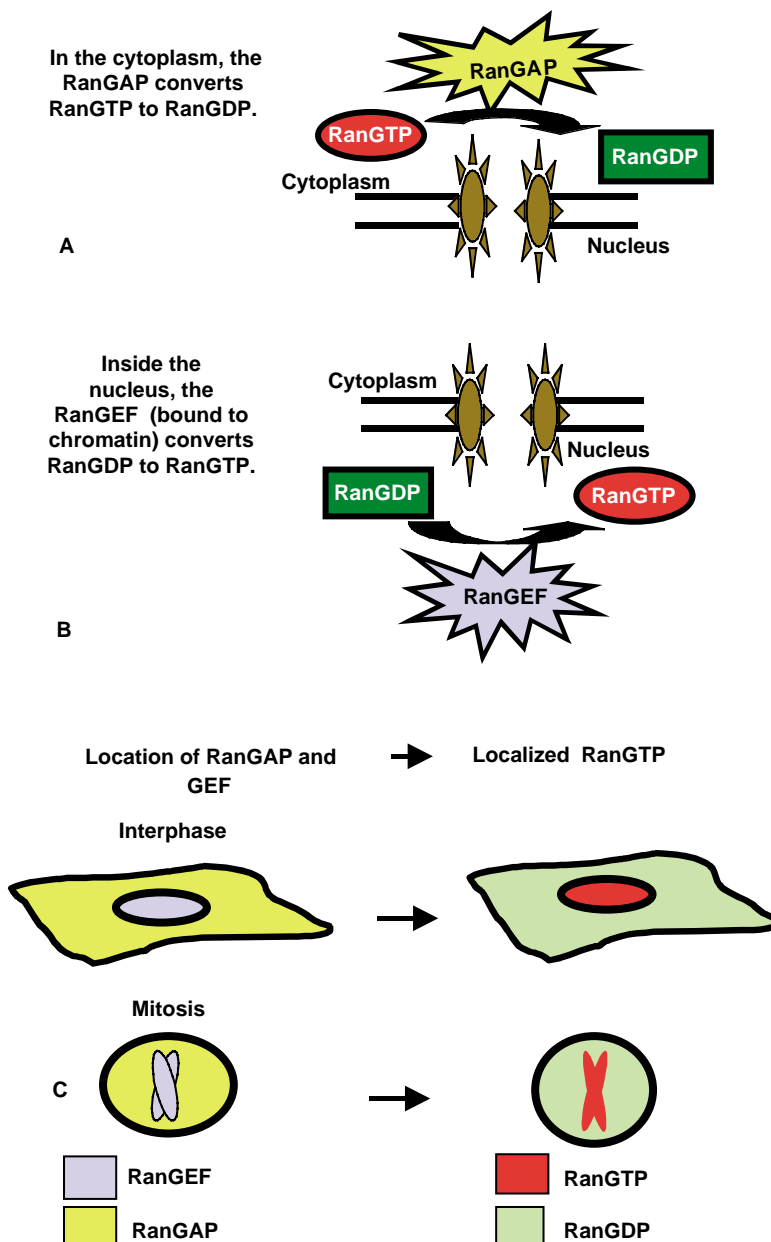 In the cytoplasm, the
RanGAP converts
RanGTP to RanGDP.
RanGAP
RanGTP
RanGDP
Cytoplasm
Nucleus
A
Inside the
nucleus, the
RanGEF (bound to
chromatin) converts
RanGDP to RanGTP.
Cytoplasm
Nucleus
RanGDP
RanGTP
RanGEF
B
Location of RanGAP and
GEF
Localized RanGTP
Interphase
Mitosis
C
RanGEF
RanGAP
RanGTP
RanGDP